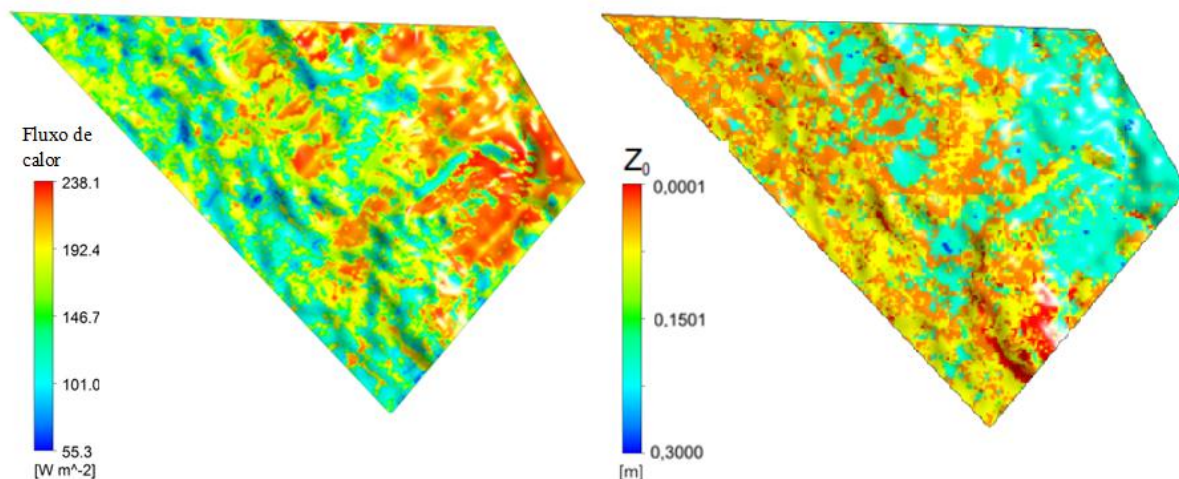 Fluxo de
calor
238.1
192.4
146.7
101.0
55.3
[W m^-2]
Z0
0,0001
0.1501
0,3000
[m]